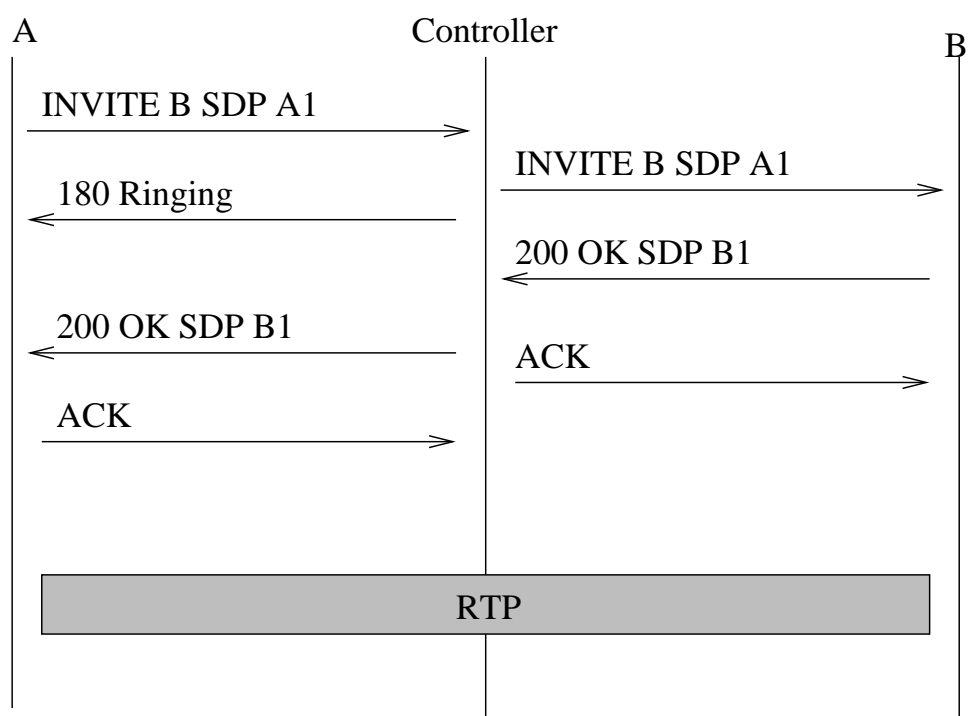 A
Controller
B
INVITE B SDP A1
INVITE B SDP A1
180 Ringing
200 OK SDP B1
200 OK SDP B1
ACK
ACK
RTP